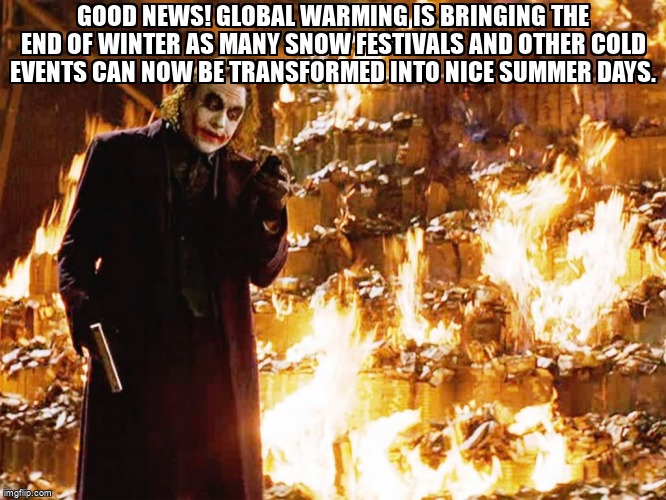 GOOD NEWS! GLOBAL WARMING IS BRINGING THE
END OF WINTER AS MANY SNOW FESTIVALS AND OTHER COLD
EVENTS CAN NOW BE TRANSFORMED INTO NICE SUMMER DAYS.
imgflip.com